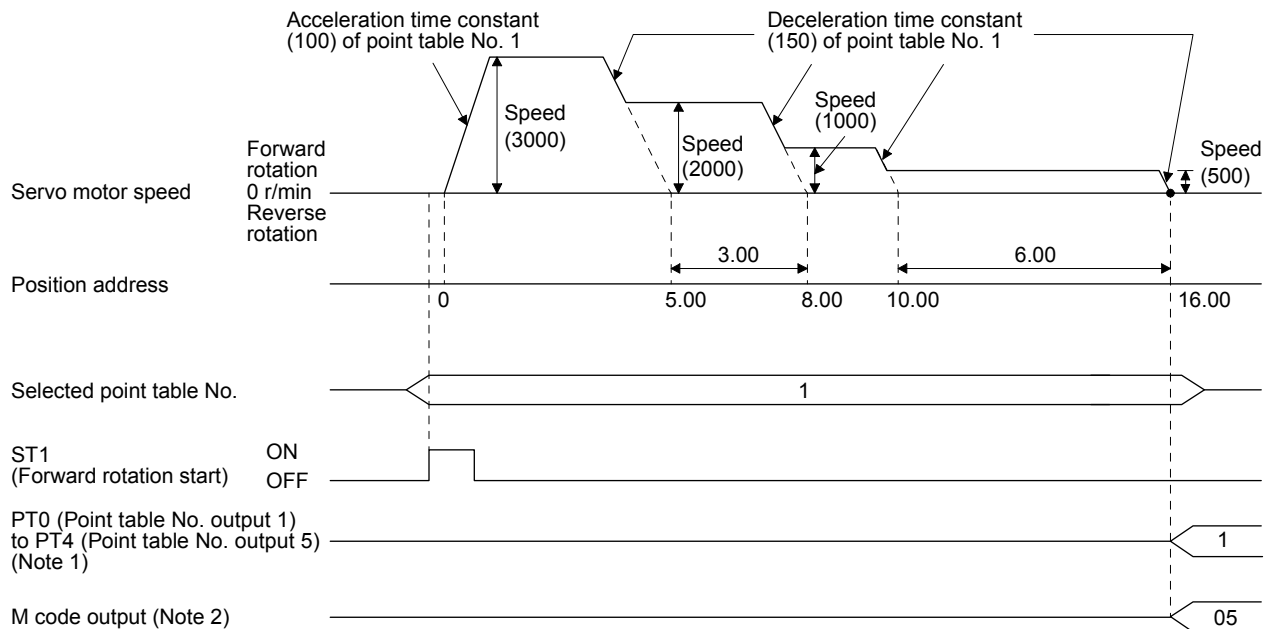 Acceleration time constant
(100) of point table No. 1
Deceleration time constant
(150) of point table No. 1
Speed
(3000)
Speed
(2000)
Speed
(1000)
Speed
(500)
Servo motor speed
Forward
rotation
0 r/min
Reverse
rotation
3.00
6.00
Position address
0
5.00
8.00
10.00
16.00
Selected point table No.
1
ST1
(Forward rotation start)
ON
OFF
PT0 (Point table No. output 1)
to PT4 (Point table No. output 5)
(Note 1)
1
M code output (Note 2)
05